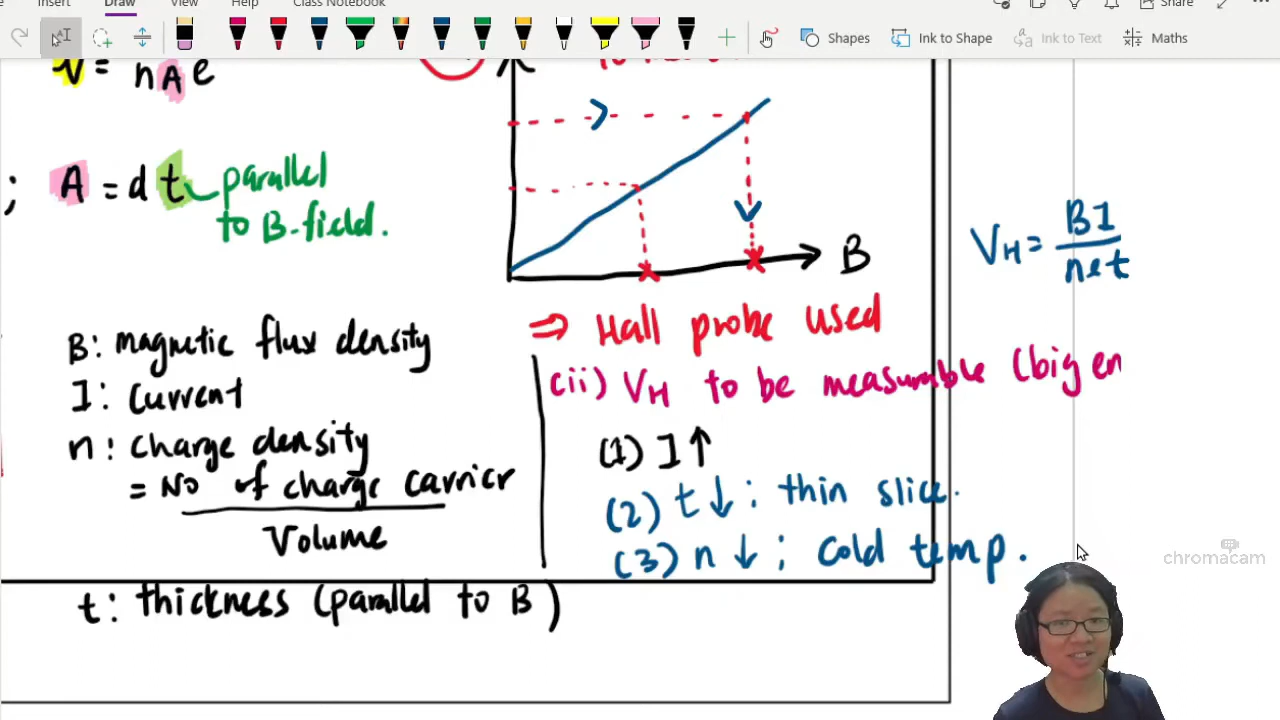 Insert Draw View Help Class Notebook Share
Shapes Ink to Shape Ink to Text Maths
V = nAe
; A = dt parallel
to B-field.
B
VH = BI
net
⇒ Hall probe used
B: magnetic flux density
(ii) VH to be measurable (big en
I: Current
n: charge density
= No of charge carrier
Volume
(1) I↑
(2) t↓ : thin slice.
(3) n↓ ; cold temp.
t: thickness (parallel to B)
chromacam